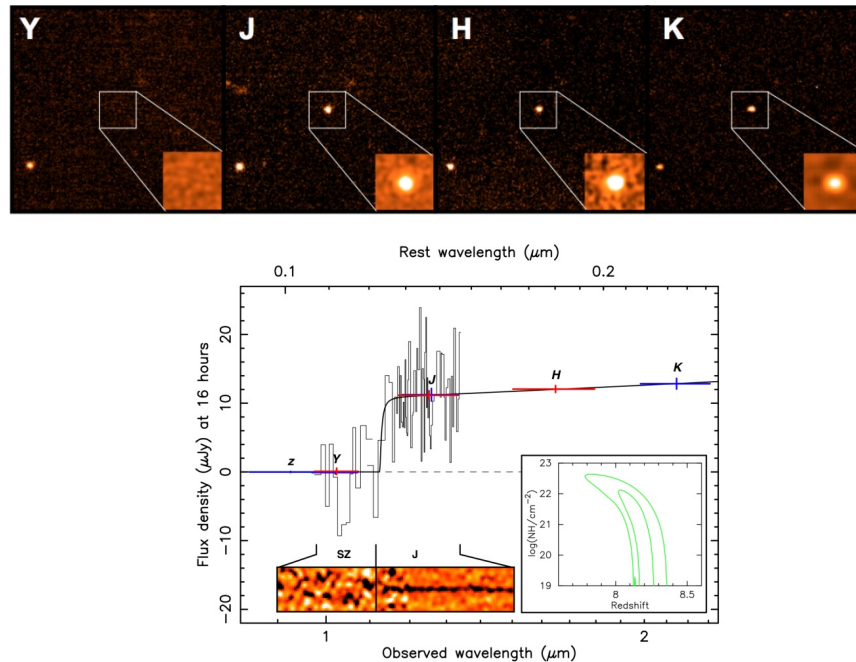 Y J H K
Rest wavelength (μm)
0.1 0.2
Flux density (μJy) at 16 hours
20
10
0
−10
−20
z Y J H K
SZ J
log(NH/cm⁻²)
23
22
21
20
19
8 8.5
Redshift
1 2
Observed wavelength (μm)